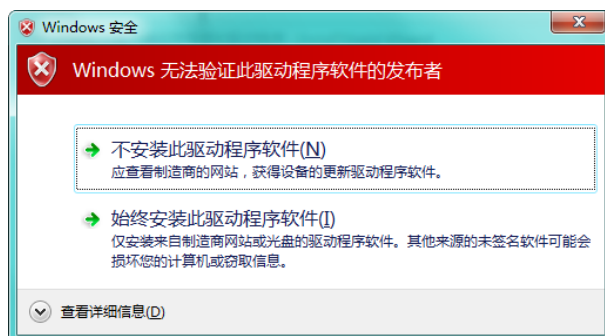 Windows 安全
Windows 无法验证此驱动程序软件的发布者
不安装此驱动程序软件(N)
应查看制造商的网站，获得设备的更新驱动程序软件。
始终安装此驱动程序软件(I)
仅安装来自制造商网站或光盘的驱动程序软件。其他来源的未签名软件可能会
损坏您的计算机或窃取信息。
查看详细信息(D)